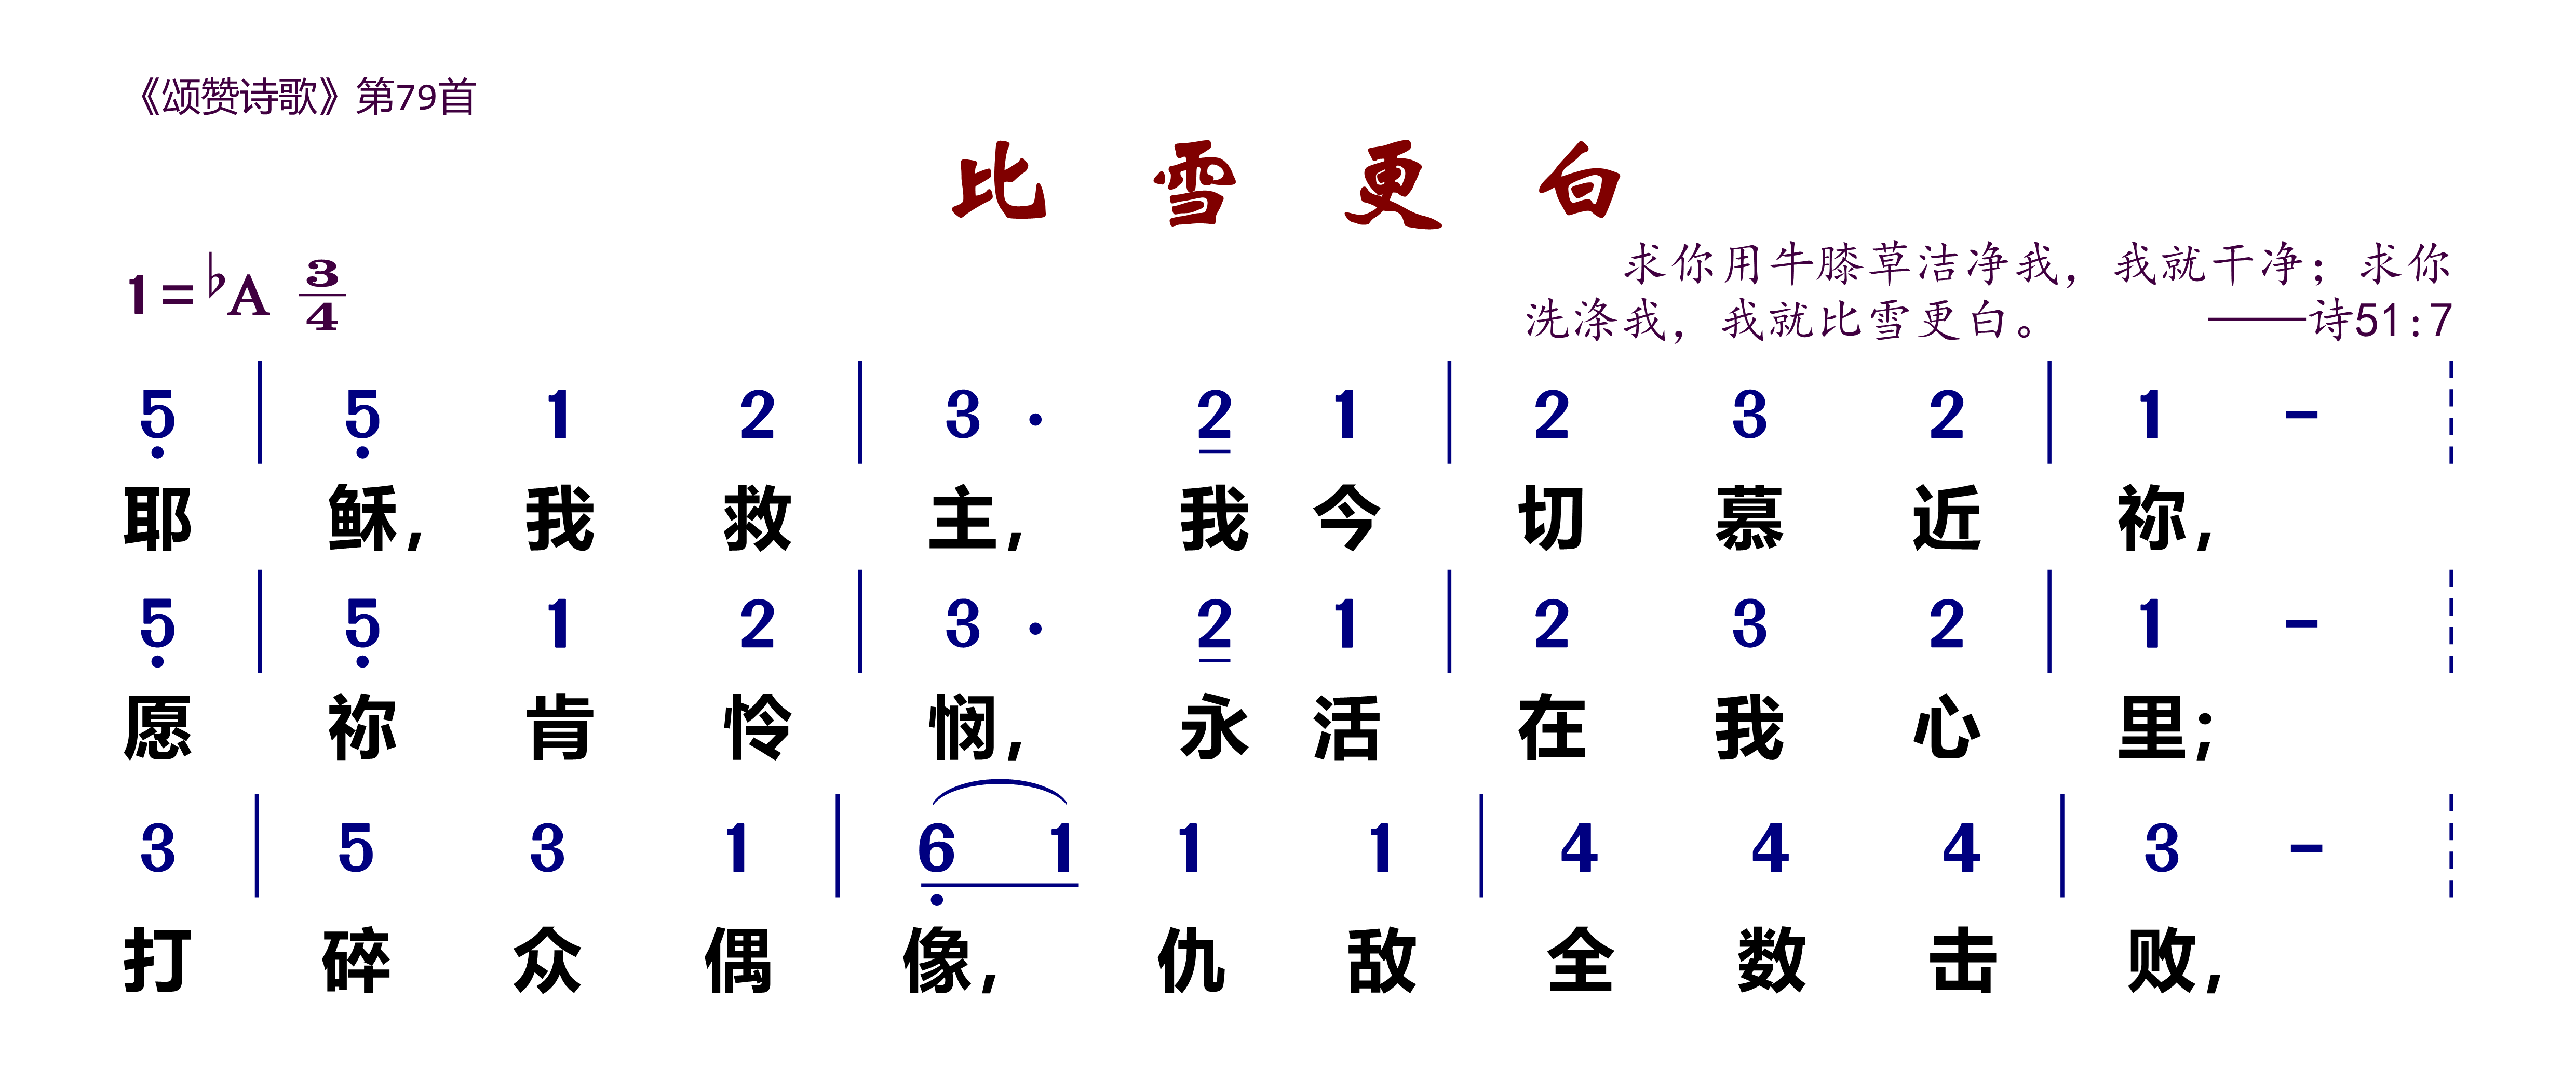 《颂赞诗歌》第79首
比雪更白
1=♭A 3/4
求你用牛膝草洁净我，我就干净；求你
洗涤我，我就比雪更白。 ——诗51:7
5̣ | 5̣ 1 2 | 3 · 2̲ 1 | 2 3 2 | 1 - ¦
耶稣，我救主，我今切慕近祢，
5̣ | 5̣ 1 2 | 3 · 2̲ 1 | 2 3 2 | 1 - ¦
愿祢肯怜悯，永活在我心里；
3 | 5 3 1 | 6̣̲ 1̲ 1 1 | 4 4 4 | 3 - ¦
打碎众偶像，仇敌全数击败，